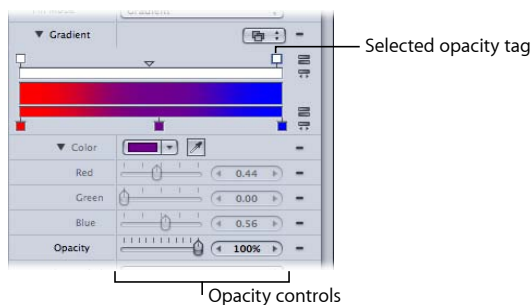 Gradient
Selected opacity tag
Color
Red 0.44
Green 0.00
Blue 0.56
Opacity 100%
Opacity controls